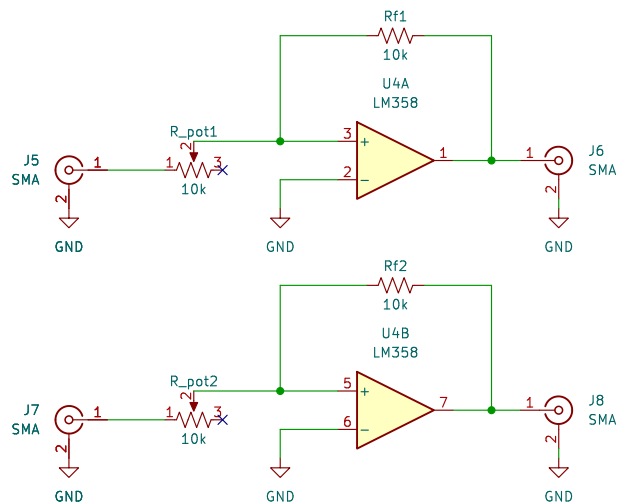 Rf1
10k
U4A
LM358
R_pot1
2
3
+
1
1
J6
SMA
J5
SMA
1
1
3
10k
2
−
2
2
GND
GND
GND
Rf2
10k
U4B
LM358
R_pot2
2
5
+
7
1
J8
SMA
J7
SMA
1
1
3
10k
6
−
2
2
GND
GND
GND